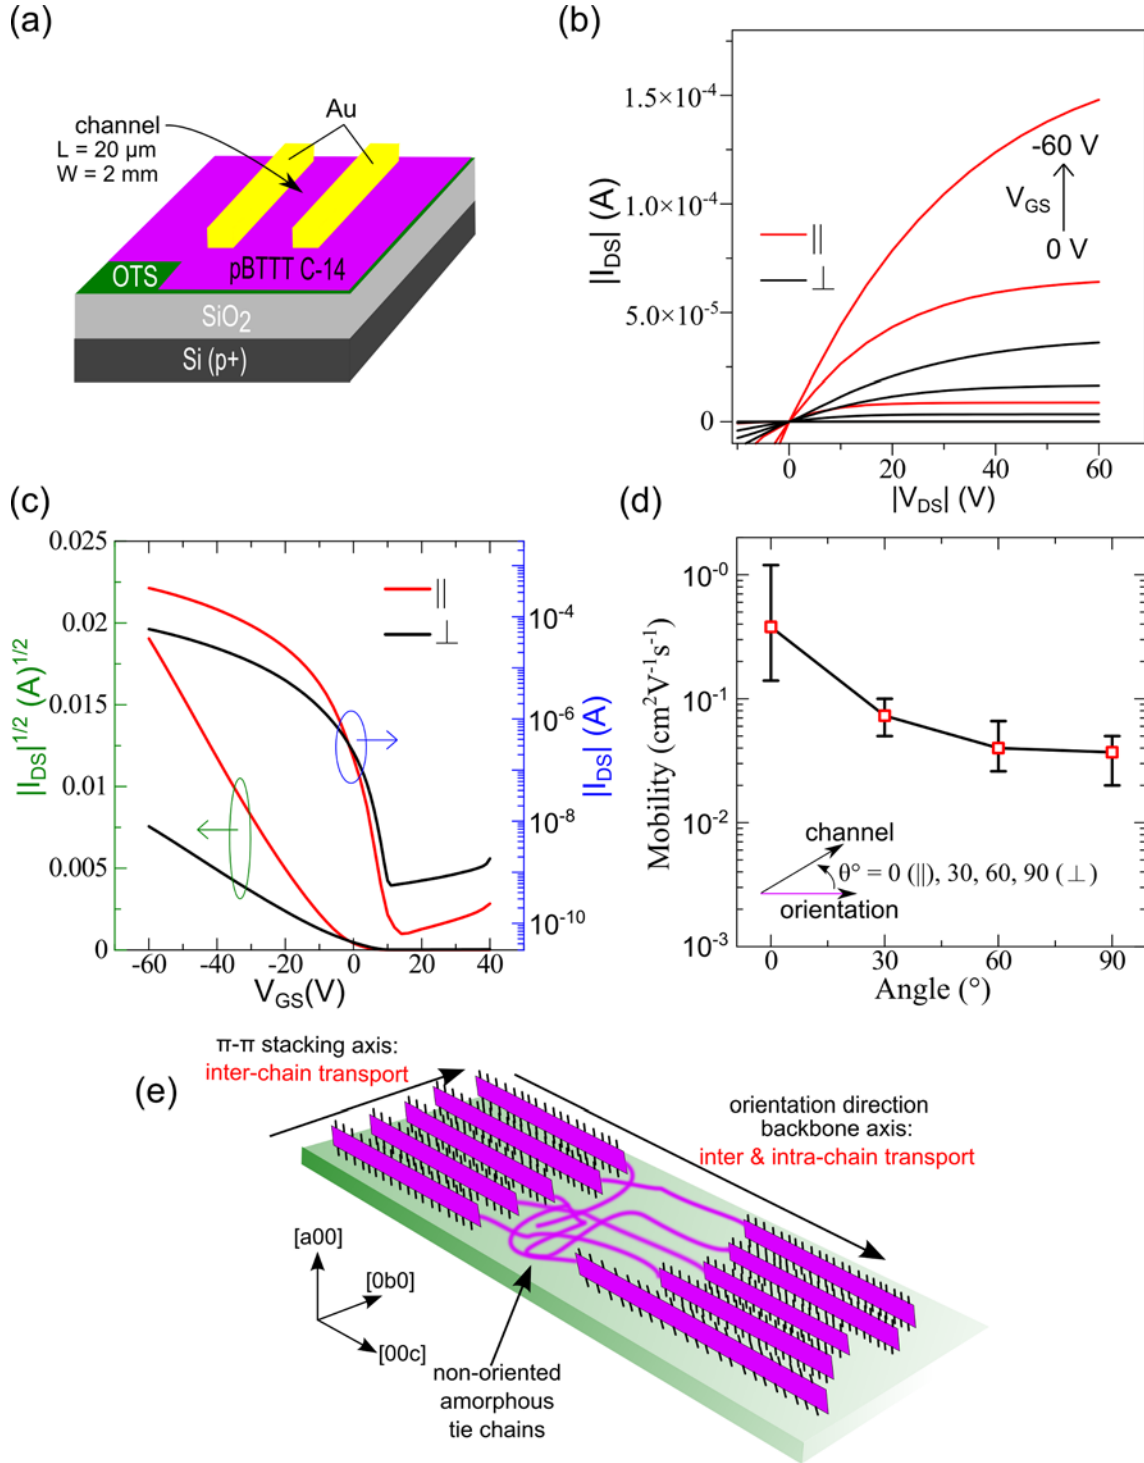 (a)
Au
channel
L = 20 µm
W = 2 mm
OTS
pBTTT C-14
SiO2
Si (p+)
(b)
|IDS| (A)
1.5×10⁻⁴
1.0×10⁻⁴
5.0×10⁻⁵
0
||
⊥
-60 V
VGS
0 V
0 20 40 60
|VDS| (V)
(c)
|IDS|^1/2 (A)^1/2
0.025
0.02
0.015
0.01
0.005
0
||
⊥
10⁻⁴
10⁻⁶
10⁻⁸
10⁻¹⁰
|IDS| (A)
-60 -40 -20 0 20 40
VGS(V)
(d)
Mobility (cm²V⁻¹s⁻¹)
10⁻⁰
10⁻¹
10⁻²
10⁻³
channel
θ° = 0 (||), 30, 60, 90 (⊥)
orientation
0 30 60 90
Angle (°)
(e)
π-π stacking axis:
inter-chain transport
orientation direction
backbone axis:
inter & intra-chain transport
[a00]
[0b0]
[00c]
non-oriented
amorphous
tie chains